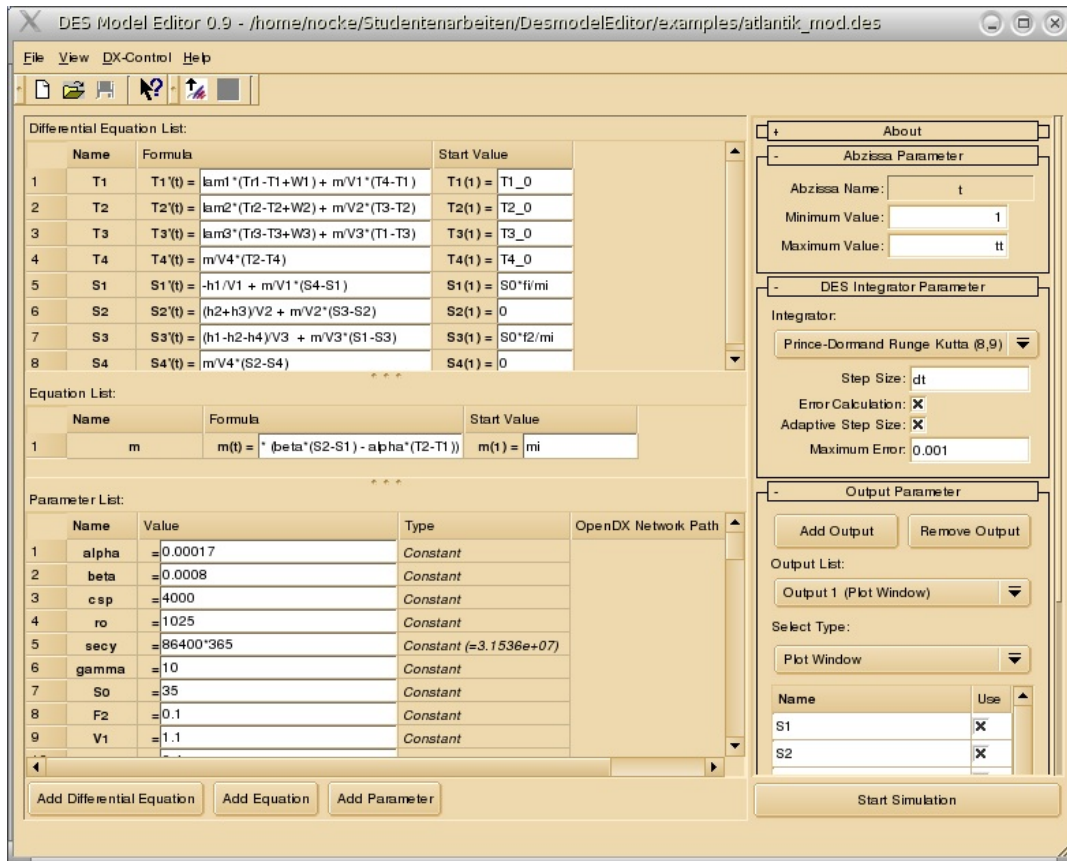 DES Model Editor 0.9 - /home/nocke/Studentenarbeiten/DesmodelEditor/examples/atlantik_mod.des
File View DX-Control Help
Differential Equation List:
Name Formula Start Value
1 T1 T1'(t) = lam1*(Tr1-T1+W1) + m/V1*(T4-T1) T1(1) = T1_0
2 T2 T2'(t) = lam2*(Tr2-T2+W2) + m/V2*(T3-T2) T2(1) = T2_0
3 T3 T3'(t) = lam3*(Tr3-T3+W3) + m/V3*(T1-T3) T3(1) = T3_0
4 T4 T4'(t) = m/V4*(T2-T4) T4(1) = T4_0
5 S1 S1'(t) = -h1/V1 + m/V1*(S4-S1) S1(1) = S0*fi/mi
6 S2 S2'(t) = (h2+h3)/V2 + m/V2*(S3-S2) S2(1) = 0
7 S3 S3'(t) = (h1-h2-h4)/V3 + m/V3*(S1-S3) S3(1) = S0*f2/mi
8 S4 S4'(t) = m/V4*(S2-S4) S4(1) = 0
Equation List:
Name Formula Start Value
1 m m(t) = * (beta*(S2-S1) - alpha*(T2-T1)) m(1) = mi
Parameter List:
Name Value Type OpenDX Network Path
1 alpha =0.00017 Constant
2 beta =0.0008 Constant
3 csp =4000 Constant
4 ro =1025 Constant
5 secy =86400*365 Constant (=3.1536e+07)
6 gamma =10 Constant
7 S0 =35 Constant
8 F2 =0.1 Constant
9 V1 =1.1 Constant
Add Differential Equation Add Equation Add Parameter
+ About
- Abzissa Parameter
Abzissa Name: t
Minimum Value: 1
Maximum Value: tt
- DES Integrator Parameter
Integrator:
Prince-Dormand Runge Kutta (8,9)
Step Size: dt
Error Calculation:
Adaptive Step Size:
Maximum Error: 0.001
- Output Parameter
Add Output Remove Output
Output List:
Output 1 (Plot Window)
Select Type:
Plot Window
Name Use
S1
S2
Start Simulation